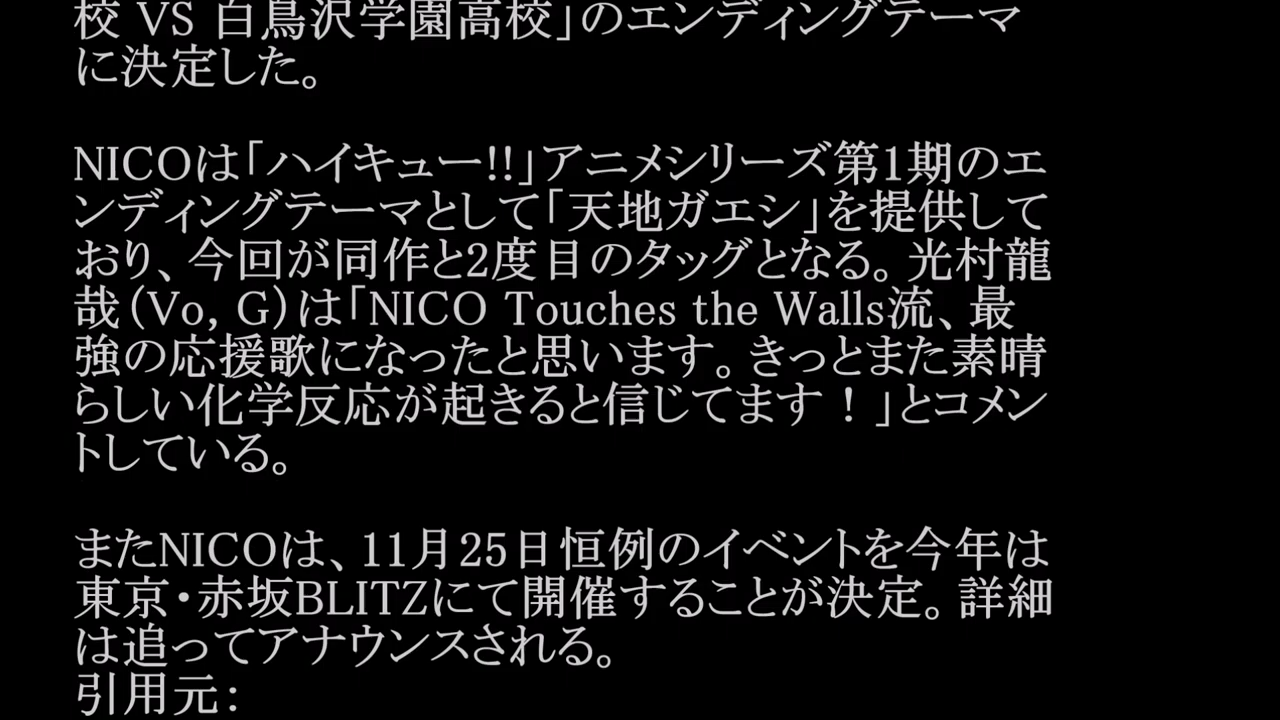 校 VS 白鳥沢学園高校」のエンディングテーマ
に決定した。
NICOは「ハイキュー!!」アニメシリーズ第1期のエ
ンディングテーマとして「天地ガエシ」を提供して
おり、今回が同作と2度目のタッグとなる。光村龍
哉（Vo, G）は「NICO Touches the Walls流、最
強の応援歌になったと思います。きっとまた素晴
らしい化学反応が起きると信じてます！」とコメン
トしている。
またNICOは、11月25日恒例のイベントを今年は
東京・赤坂BLITZにて開催することが決定。詳細
は追ってアナウンスされる。
引用元：